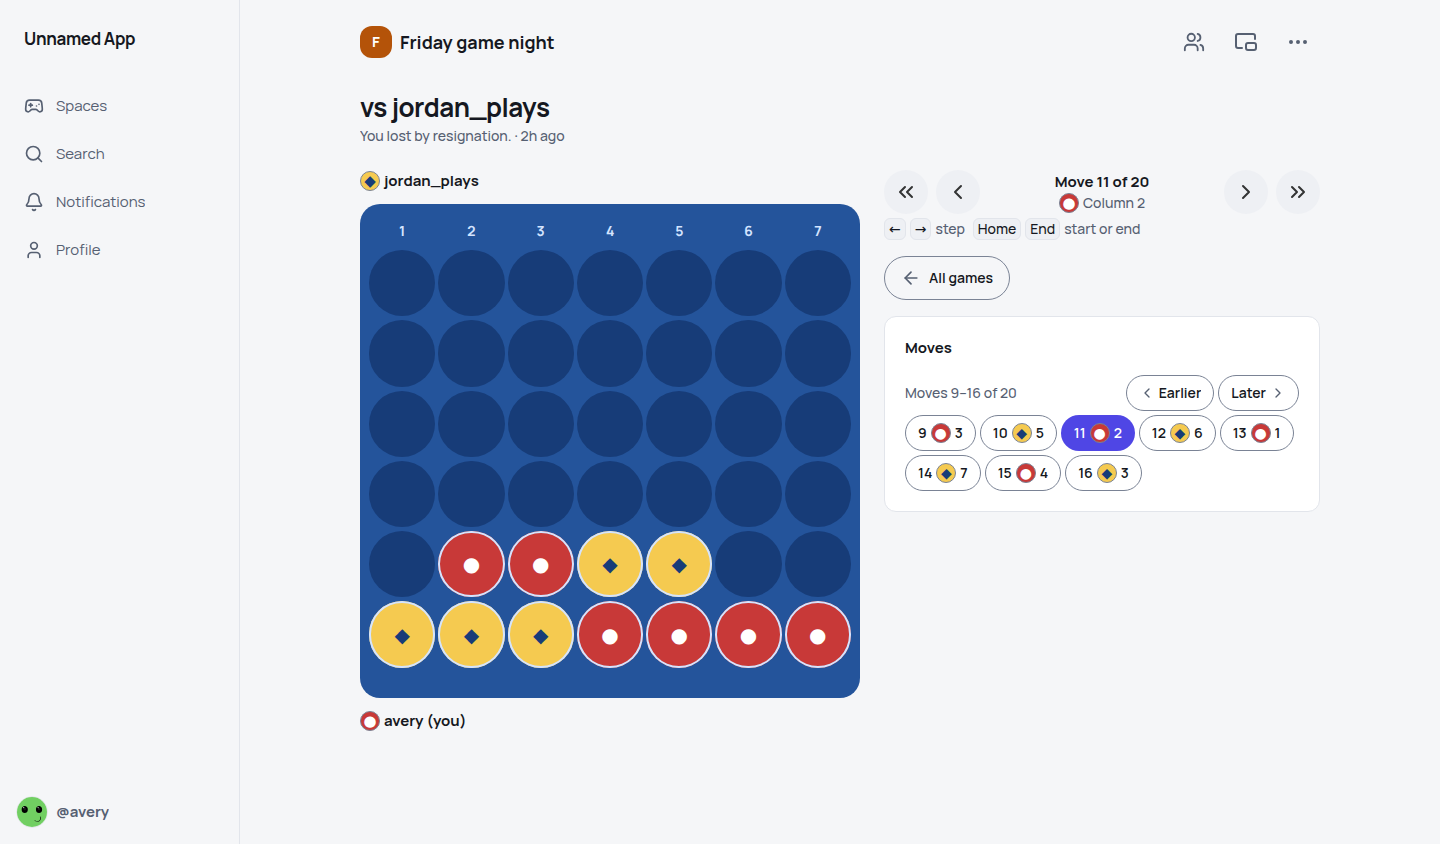 Unnamed App
Spaces
Search
Notifications
Profile
@avery
F Friday game night
vs jordan_plays
You lost by resignation. · 2h ago
jordan_plays
1 2 3 4 5 6 7
avery (you)
Move 11 of 20
Column 2
← → step Home End start or end
All games
Moves
Moves 9–16 of 20
Earlier Later
9 3 10 5 11 2 12 6 13 1
14 7 15 4 16 3